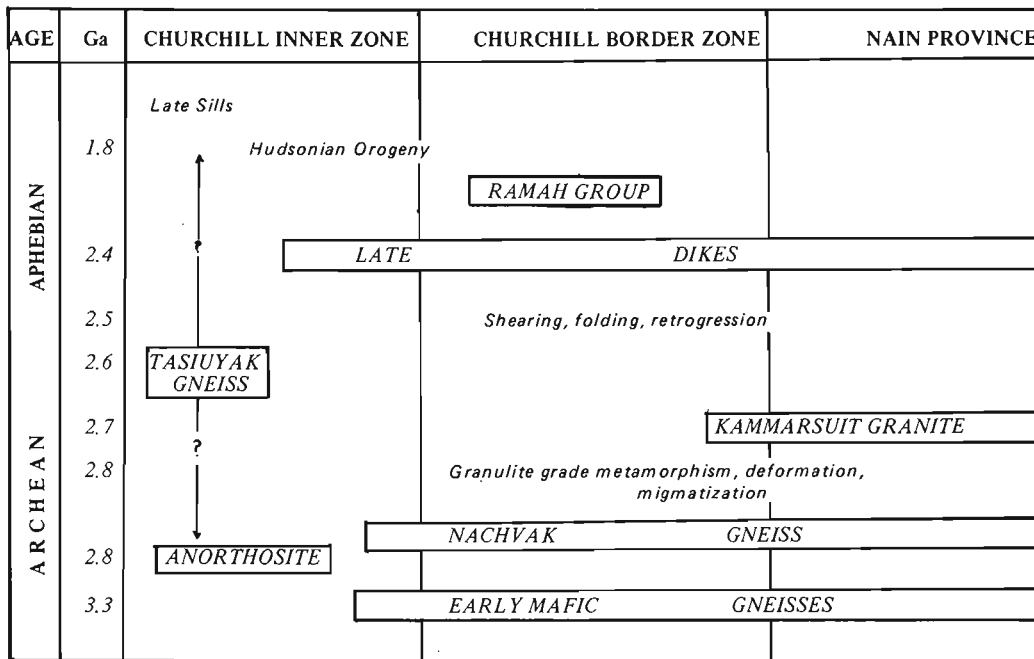 AGE Ga CHURCHILL INNER ZONE CHURCHILL BORDER ZONE NAIN PROVINCE
Late Sills
1.8 Hudsonian Orogeny
RAMAH GROUP
APHEBIAN
?
2.4 LATE DIKES
2.5 Shearing, folding, retrogression
2.6 TASIUYAK
GNEISS
2.7 KAMMARSUIT GRANITE
?
ARCHEAN
2.8 Granulite grade metamorphism, deformation,
migmatization
NACHVAK GNEISS
2.8 ANORTHOSITE
3.3 EARLY MAFIC GNEISSES